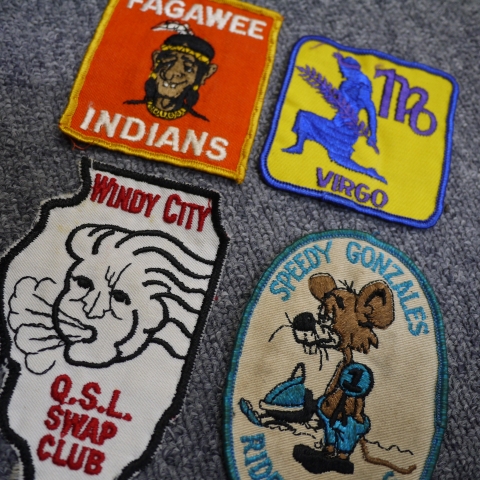 FAGAWEE
INDIANS
VIRGO
WINDY CITY
Q.S.L.
SWAP
CLUB
SPEEDY GONZALES
1